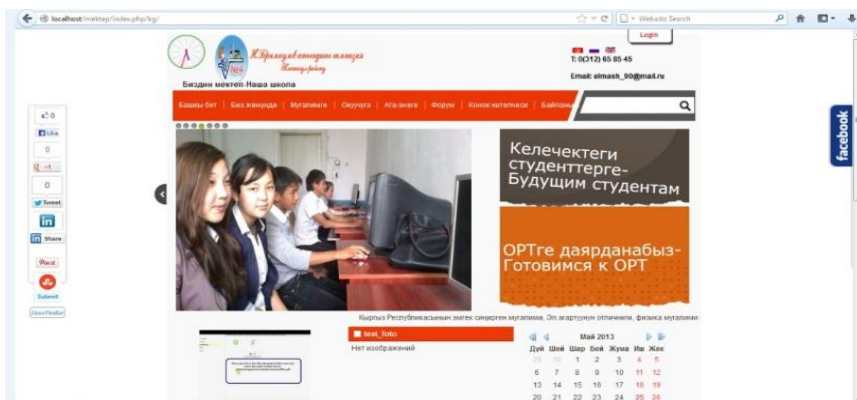 localhost/mektep/index.php/kg/
Website Search
Login
T: 0(312) 65 85 45
Email: elmash_90@mail.ru
Биздин мектеп-Наша школа
Башкы бет | Биз жөнүндө | Мугалимге | Окуучуга | Ата-энеге | Форум | Конок китепчеси |
0
Like
0
0
Tweet
Share
Pin it
Submit
facebook
Келечектеги
студенттерге-
Будущим студентам
ОРТге даярданабыз-
Готовимся к ОРТ
Кыргыз Республикасынын эмгек сиңирген мугалими, Эл агартуунун отличниги, физика мугалими
test_foto
Нет изображений
Май 2013
Дүй Шей Шар Бей Жума Иш Жек
29 30 1 2 3 4 5
6 7 8 9 10 11 12
13 14 15 16 17 18 19
20 21 22 23 24 25 26